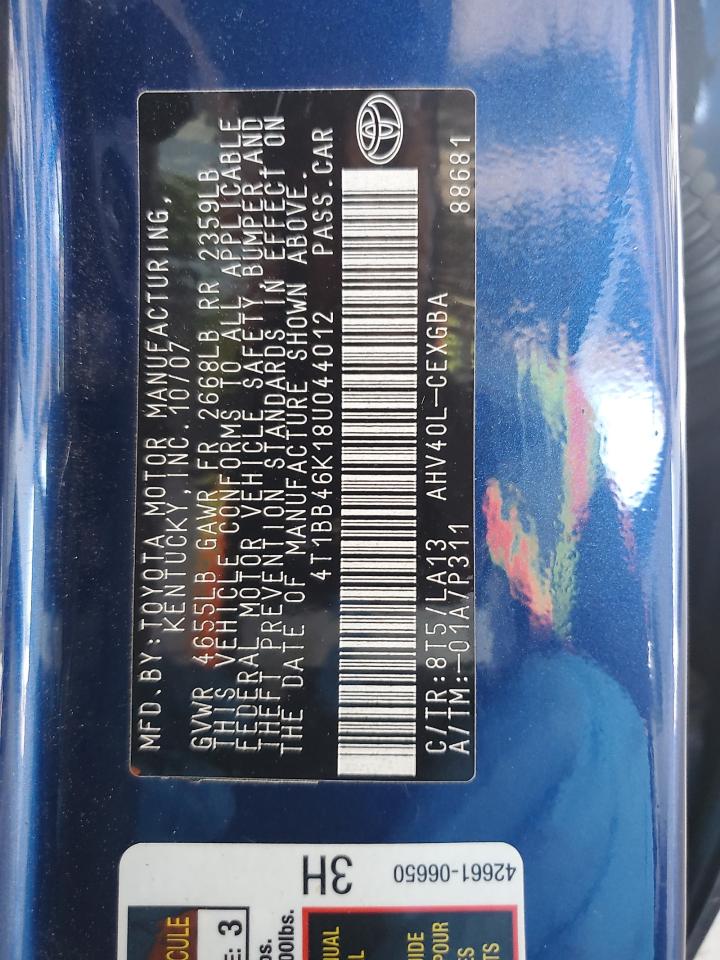 MFD.BY:TOYOTA MOTOR MANUFACTURING,
KENTUCKY,INC. 10/07
GVWR 4655LB GAWR FR 2668LB RR 2359LB
THIS VEHICLE CONFORMS TO ALL APPLICABLE
FEDERAL MOTOR VEHICLE SAFETY,BUMPER,AND
THEFT PREVENTION STANDARDS IN EFFECT ON
THE DATE OF MANUFACTURE SHOWN ABOVE.
4T1BB46K18U044012 PASS.CAR
C/TR:8T5/LA13 AHV40L-CEXGBA 88681
A/TM:-01A/P311
42661-06650
3H
3